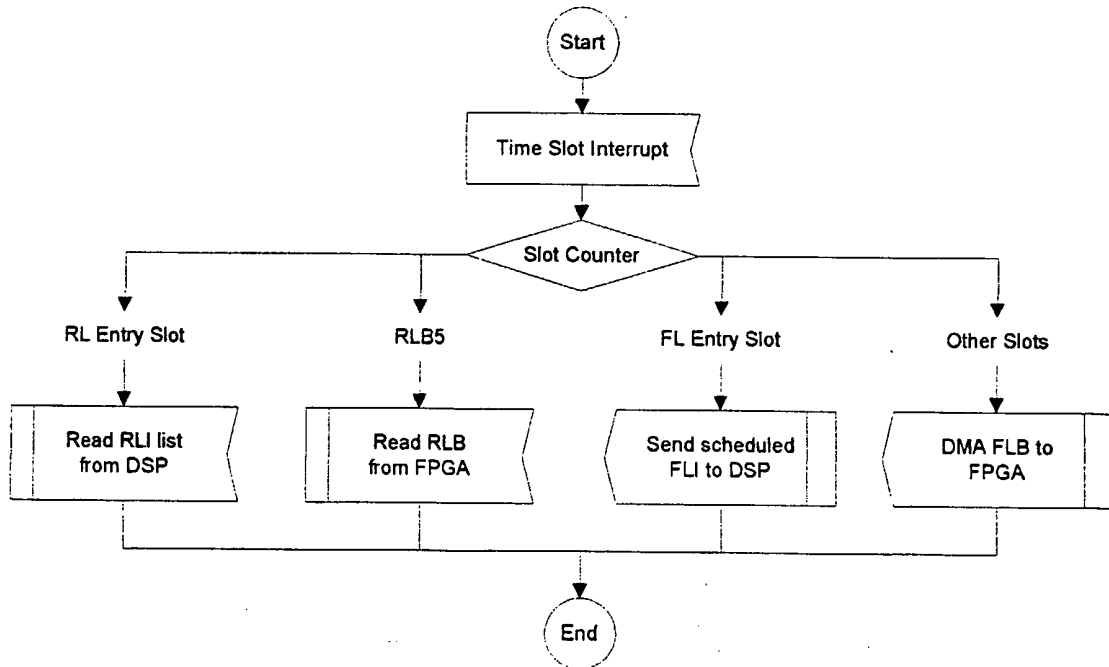 Start
Time Slot Interrupt
Slot Counter
RL Entry Slot
RLB5
FL Entry Slot
Other Slots
Read RLI list
from DSP
Read RLB
from FPGA
Send scheduled
FLI to DSP
DMA FLB to
FPGA
End